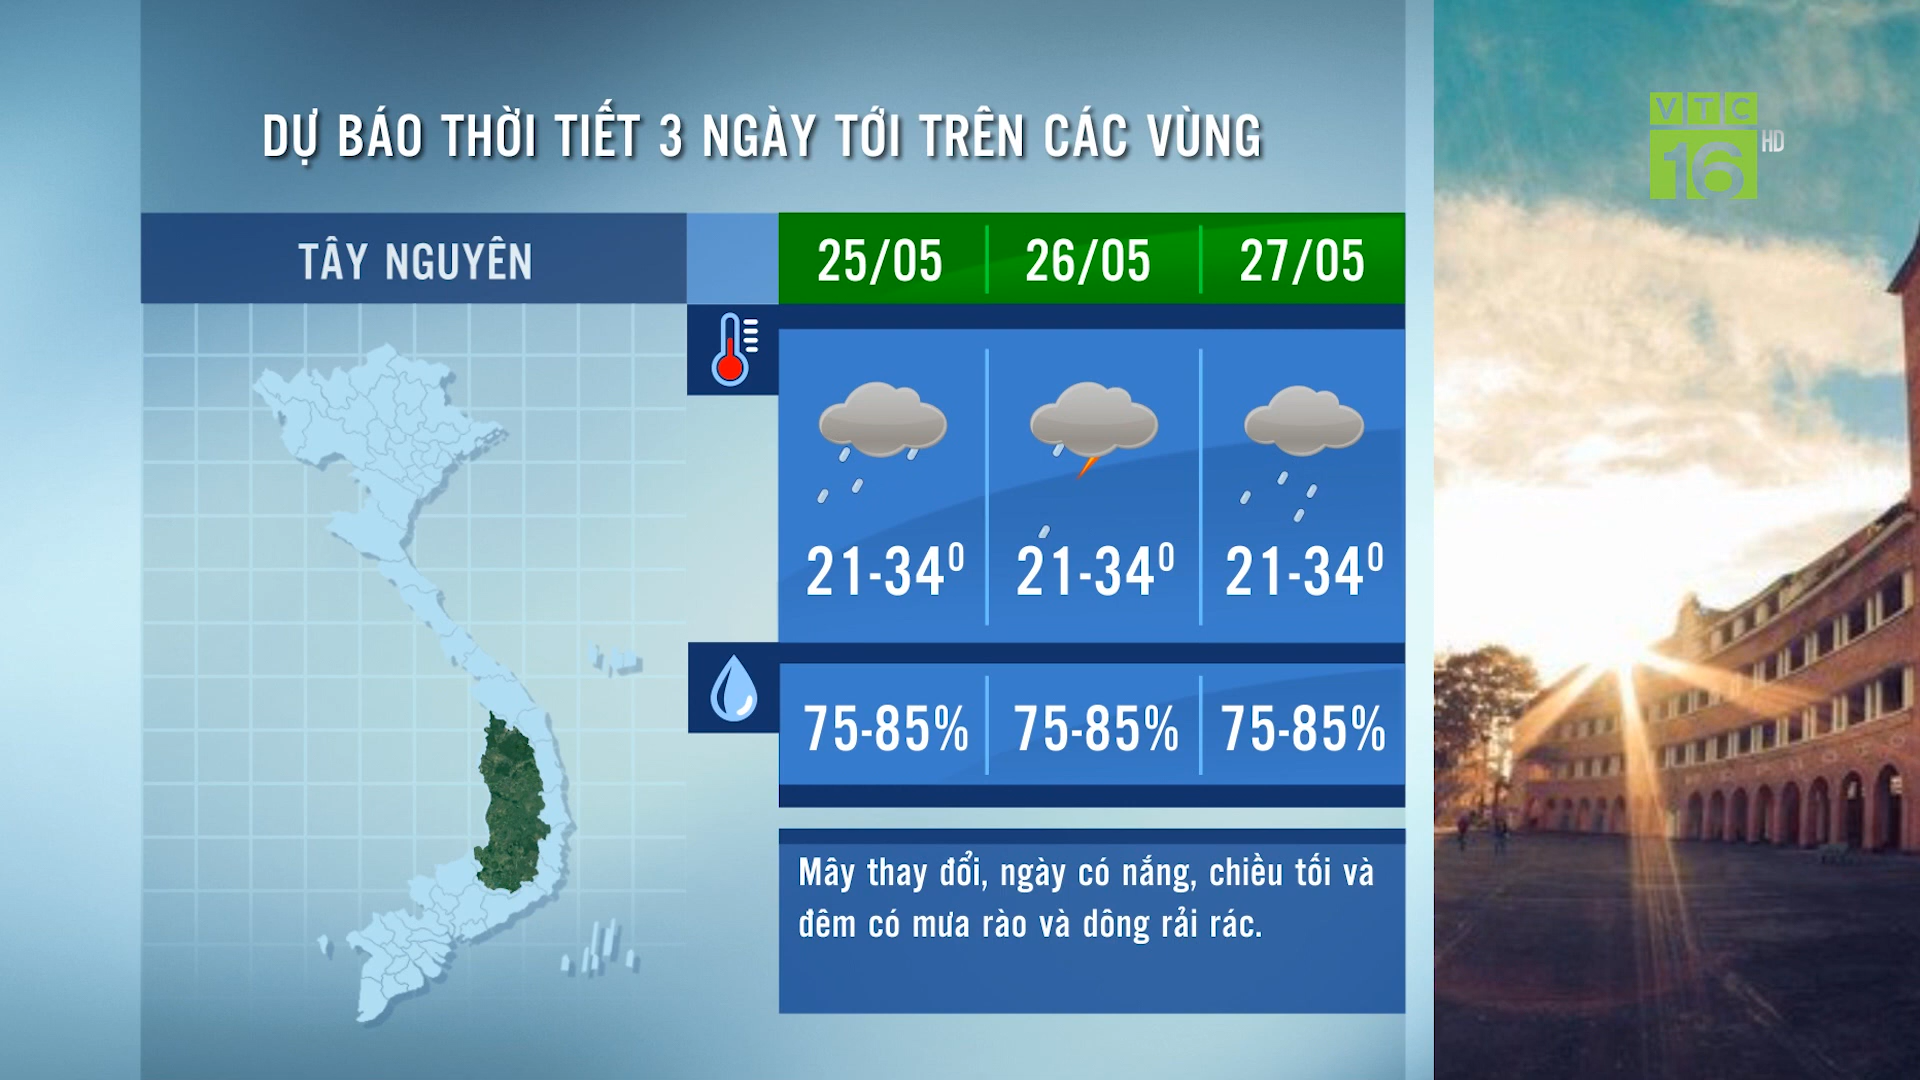 DỰ BÁO THỜI TIẾT 3 NGÀY TỚI TRÊN CÁC VÙNG
VTC
16 HD
TÂY NGUYÊN
25/05 26/05 27/05
21-34⁰ 21-34⁰ 21-34⁰
75-85% 75-85% 75-85%
Mây thay đổi, ngày có nắng, chiều tối và
đêm có mưa rào và dông rải rác.